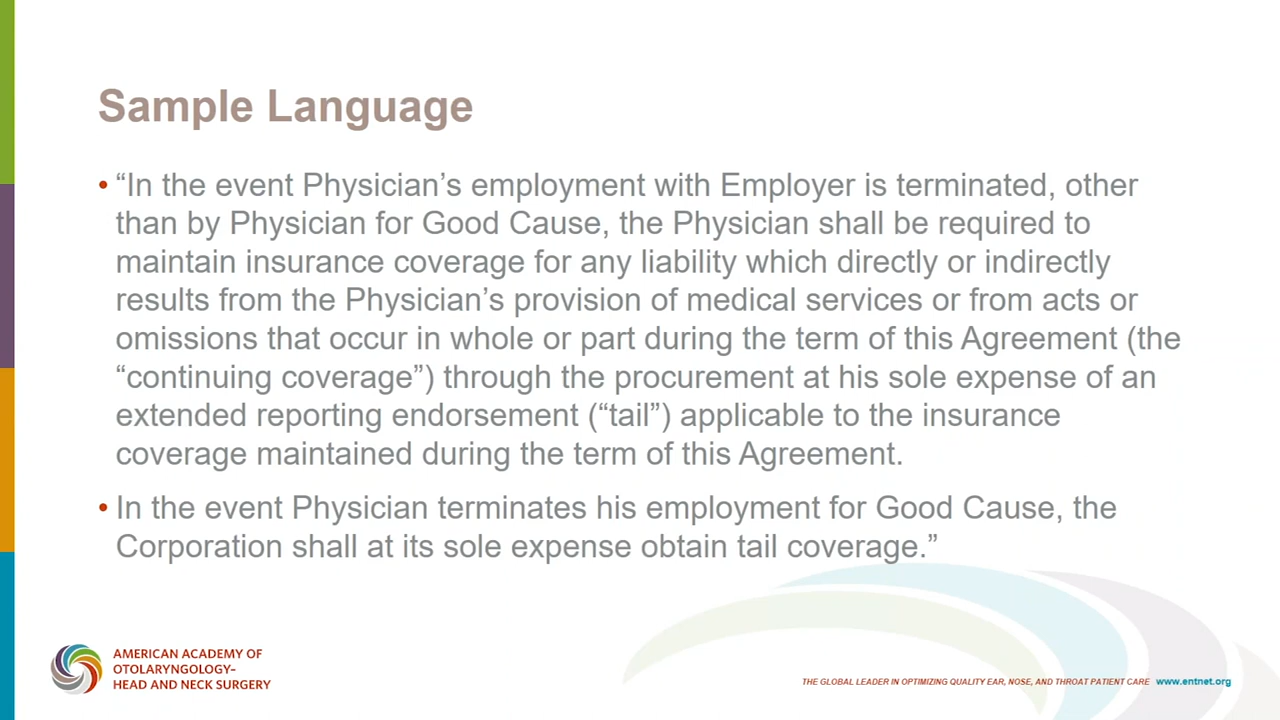 Sample Language
• “In the event Physician’s employment with Employer is terminated, other
than by Physician for Good Cause, the Physician shall be required to
maintain insurance coverage for any liability which directly or indirectly
results from the Physician’s provision of medical services or from acts or
omissions that occur in whole or part during the term of this Agreement (the
“continuing coverage”) through the procurement at his sole expense of an
extended reporting endorsement (“tail”) applicable to the insurance
coverage maintained during the term of this Agreement.
• In the event Physician terminates his employment for Good Cause, the
Corporation shall at its sole expense obtain tail coverage.”
AMERICAN ACADEMY OF
OTOLARYNGOLOGY–
HEAD AND NECK SURGERY
THE GLOBAL LEADER IN OPTIMIZING QUALITY EAR, NOSE, AND THROAT PATIENT CARE www.entnet.org